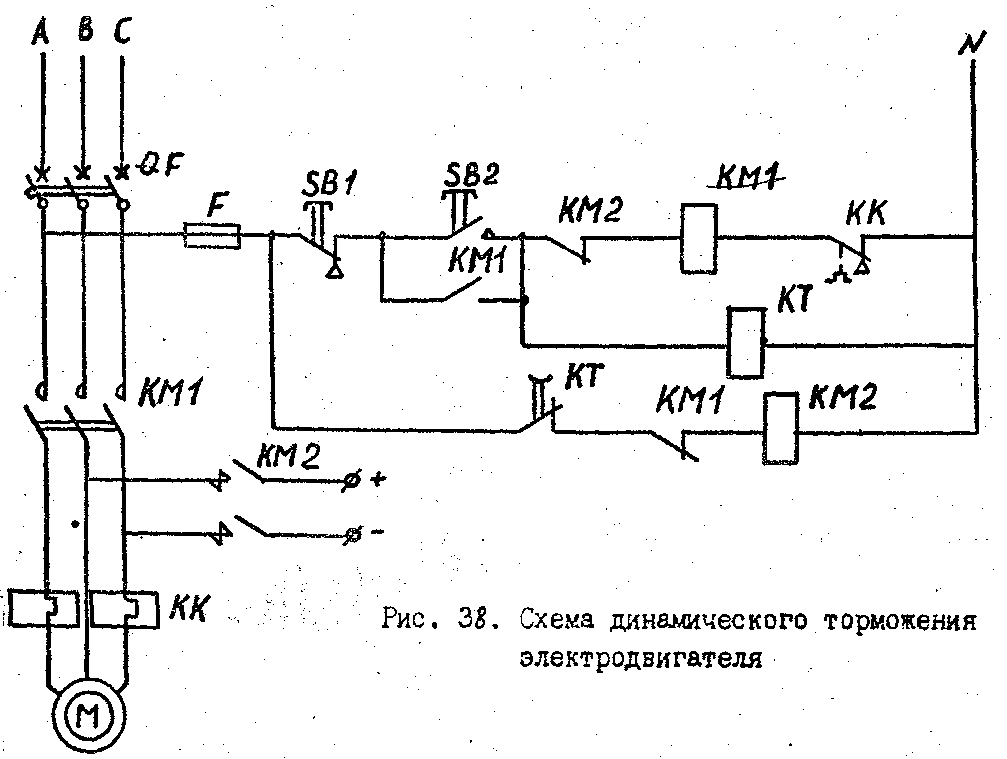 A B C
N
QF
F
SB1
SB2
KM2
KM1
KK
KM1
KT
KM1
KT
KM1
KM2
KM2
+
-
KK
M
Рис. 38. Схема динамического торможения
электродвигателя